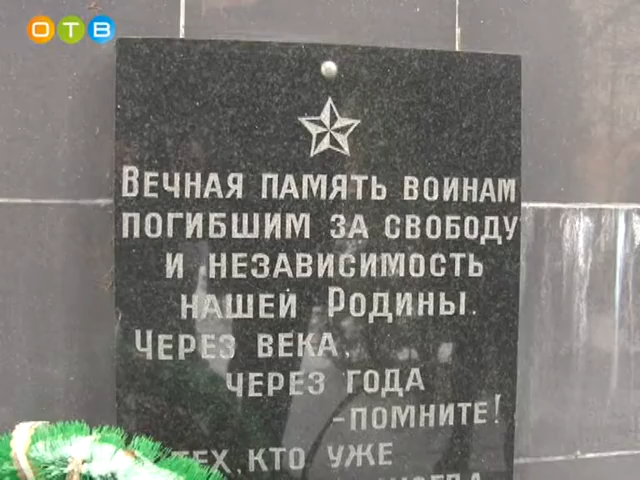 ОТВ
ВЕЧНАЯ ПАМЯТЬ ВОИНАМ
ПОГИБШИМ ЗА СВОБОДУ
И НЕЗАВИСИМОСТЬ
НАШЕЙ РОДИНЫ.
ЧЕРЕЗ ВЕКА,
ЧЕРЕЗ ГОДА
-ПОМНИТЕ!
ТЕХ, КТО УЖЕ